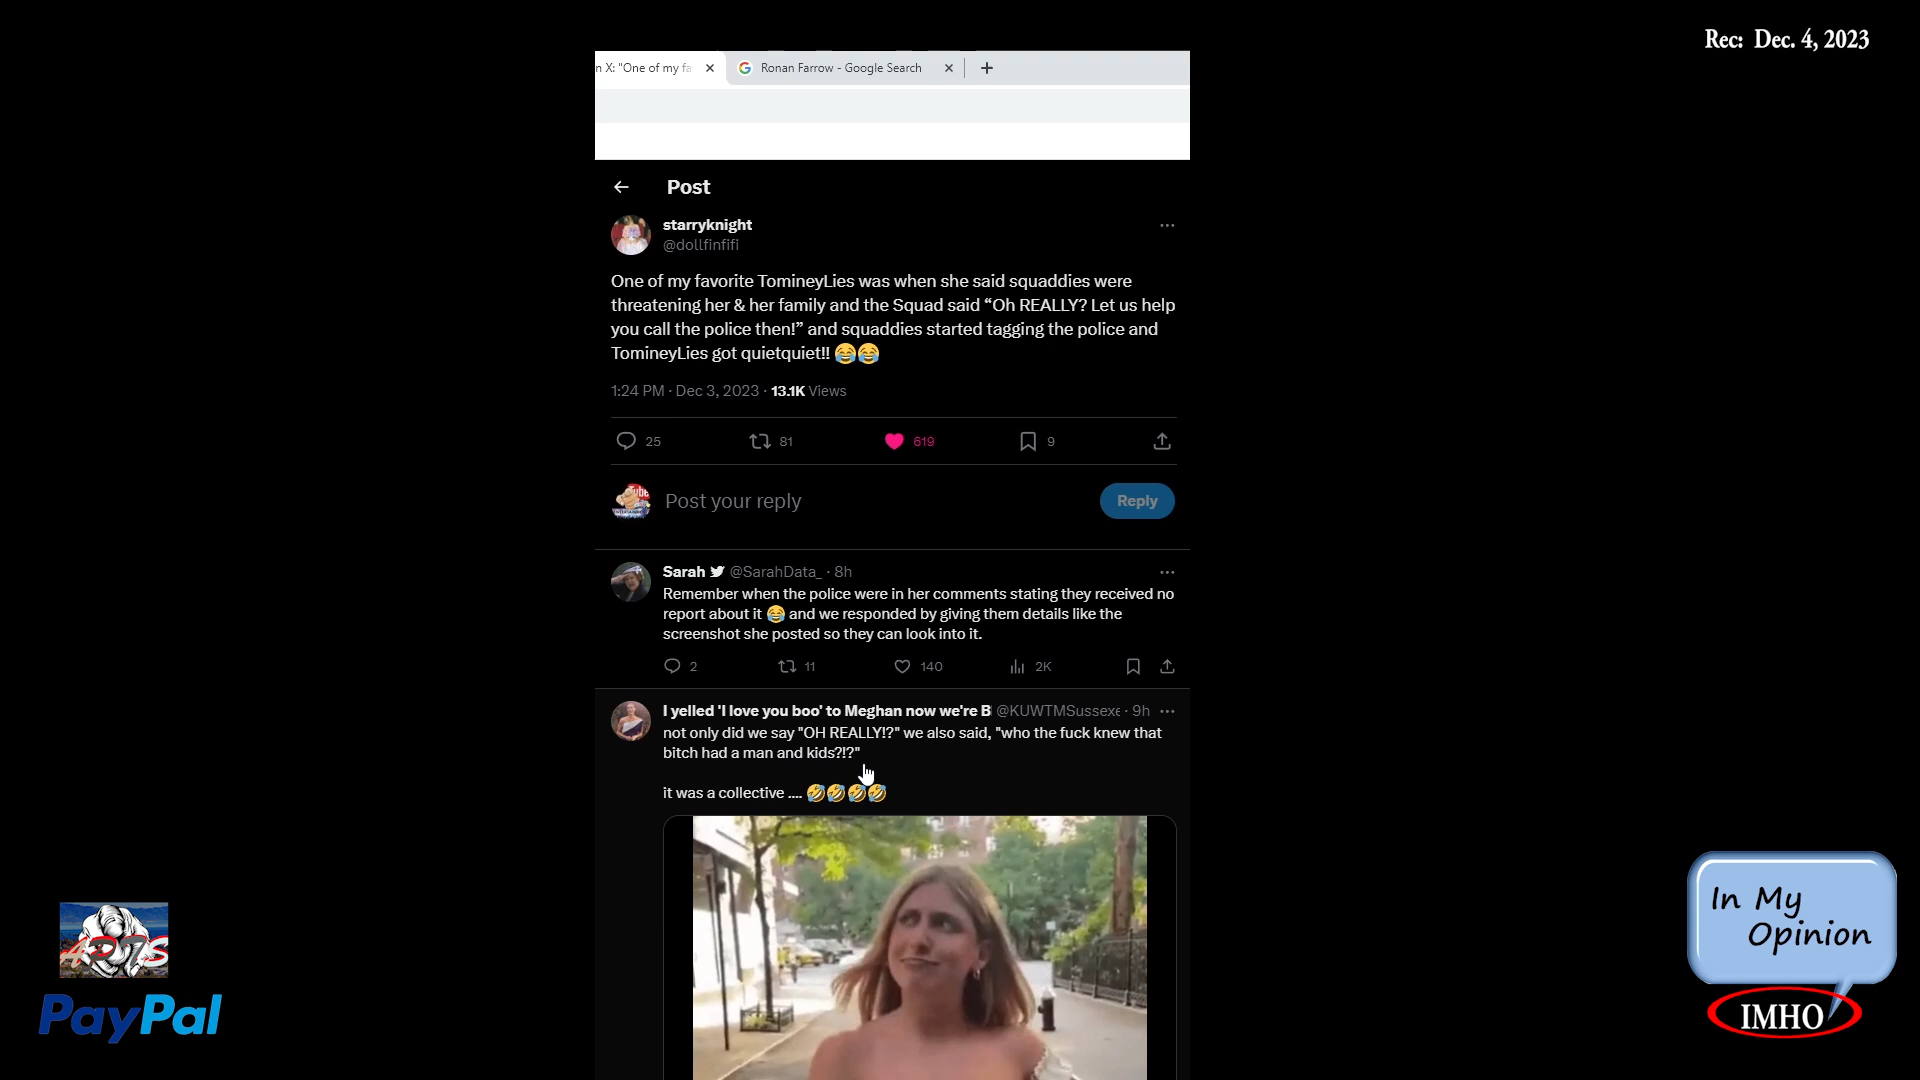 Rec: Dec. 4, 2023
n X: "One of my fa
Ronan Farrow - Google Search
Post
starryknight
@dollfinfifi
One of my favorite TomineyLies was when she said squaddies were
threatening her & her family and the Squad said “Oh REALLY? Let us help
you call the police then!” and squaddies started tagging the police and
TomineyLies got quietquiet!! 😂😂
1:24 PM · Dec 3, 2023 · 13.1K Views
25 81 619 9
Post your reply
Reply
Sarah @SarahData_ · 8h
Remember when the police were in her comments stating they received no
report about it 😂 and we responded by giving them details like the
screenshot she posted so they can look into it.
2 11 140 2K
I yelled 'I love you boo' to Meghan now we're B @KUWTMSussexe · 9h
not only did we say "OH REALLY!?" we also said, "who the fuck knew that
bitch had a man and kids?!?"
it was a collective .... 🤣🤣🤣🤣
PayPal
In My
Opinion
IMHO